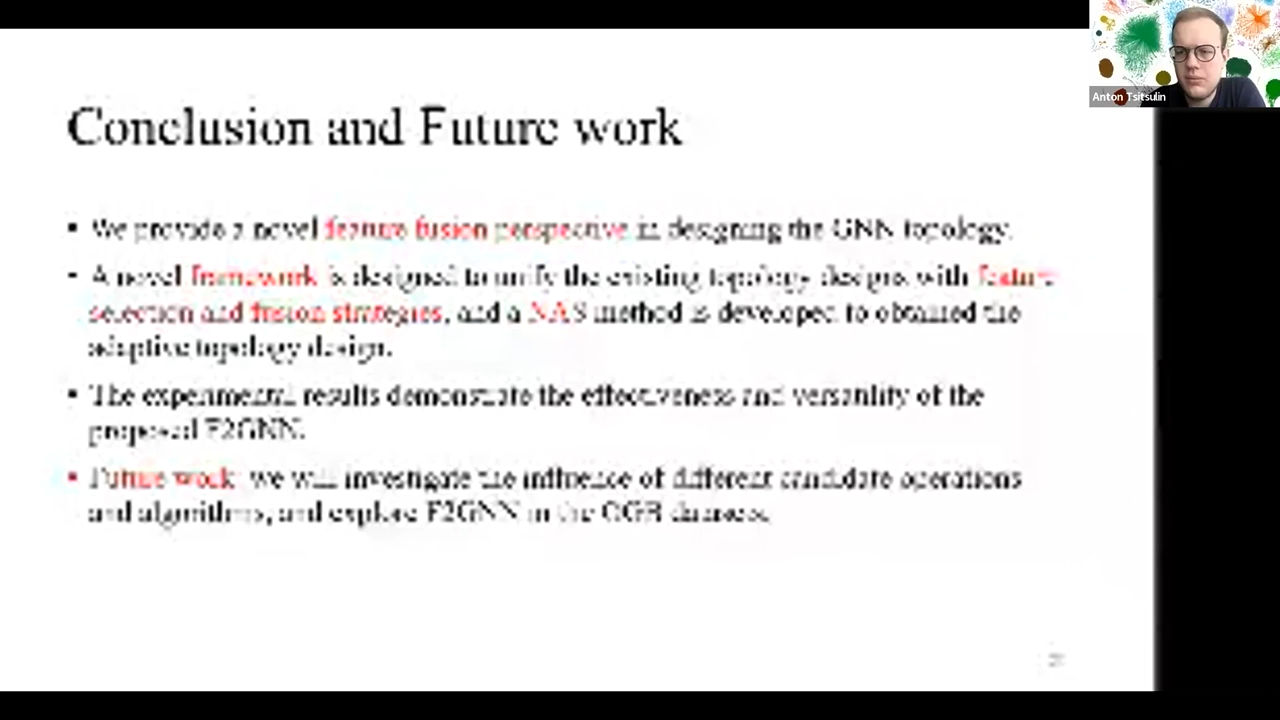 Anton Tsitsulin
Conclusion and Future work
• We provide a novel feature fusion perspective in designing the GNN topology.
• A novel framework is designed to unify the existing topology designs with feature
selection and fusion strategies, and a NAS method is developed to obtained the
adaptive topology design.
• The experimental results demonstrate the effectiveness and versatility of the
proposed F2GNN.
• Future work: we will investigate the influence of different candidate operations
and algorithms, and explore F2GNN in the OGB datasets.